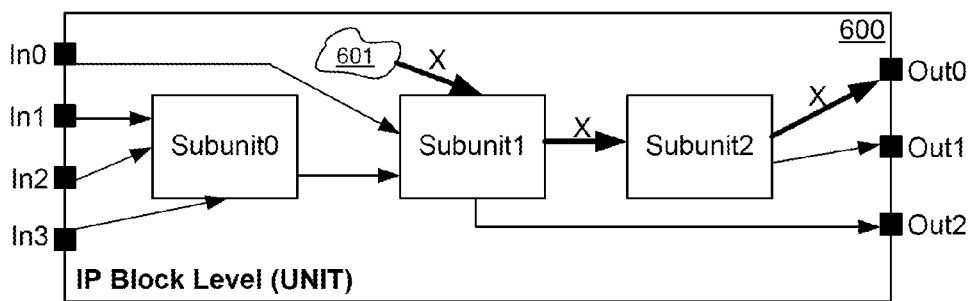 600
In0
601
X
Out0
In1
X
X
Subunit0
Subunit1
Subunit2
Out1
In2
Out2
In3
IP Block Level (UNIT)